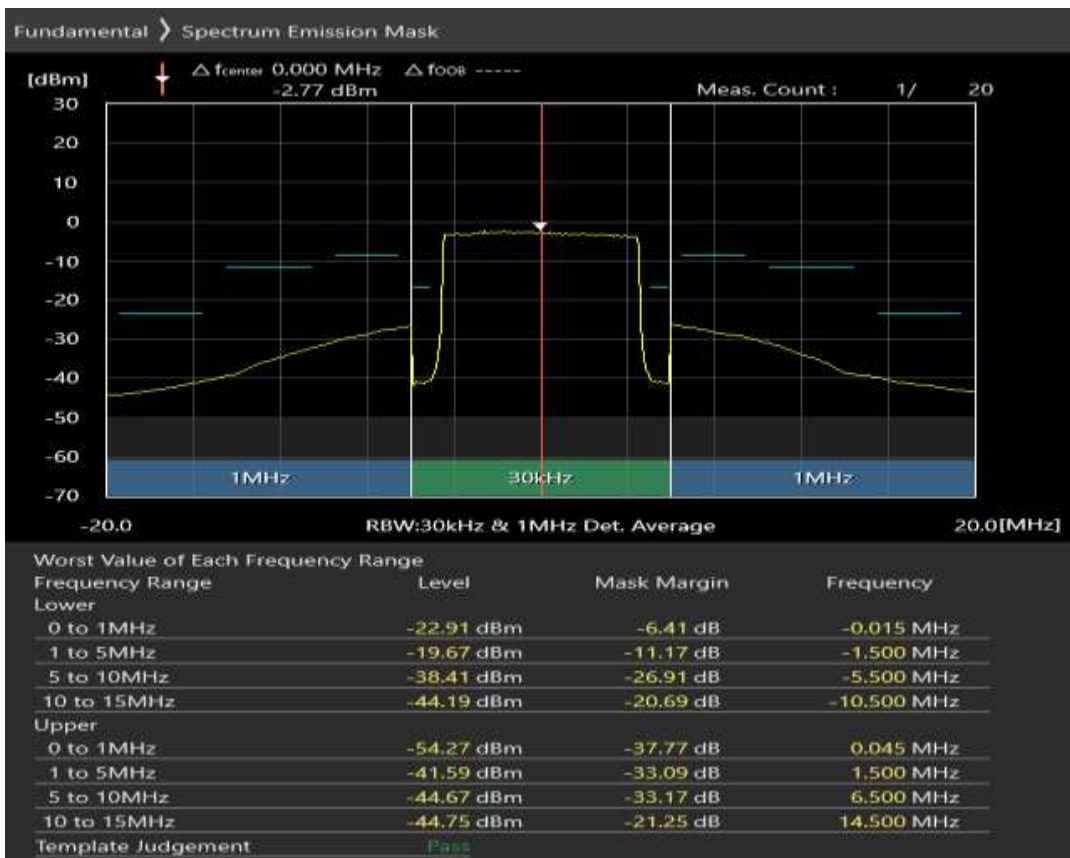 Fundamental ❯ Spectrum Emission Mask
[dBm] △ fcenter 0.000 MHz △ fOOB -----
-2.77 dBm Meas. Count : 1/ 20
30
20
10
0
-10
-20
-30
-40
-50
-60
1MHz 30kHz 1MHz
-70
-20.0 RBW:30kHz & 1MHz Det. Average 20.0[MHz]
Worst Value of Each Frequency Range
Frequency Range Level Mask Margin Frequency
Lower
0 to 1MHz -22.91 dBm -6.41 dB -0.015 MHz
1 to 5MHz -19.67 dBm -11.17 dB -1.500 MHz
5 to 10MHz -38.41 dBm -26.91 dB -5.500 MHz
10 to 15MHz -44.19 dBm -20.69 dB -10.500 MHz
Upper
0 to 1MHz -54.27 dBm -37.77 dB 0.045 MHz
1 to 5MHz -41.59 dBm -33.09 dB 1.500 MHz
5 to 10MHz -44.67 dBm -33.17 dB 6.500 MHz
10 to 15MHz -44.75 dBm -21.25 dB 14.500 MHz
Template Judgement Pass